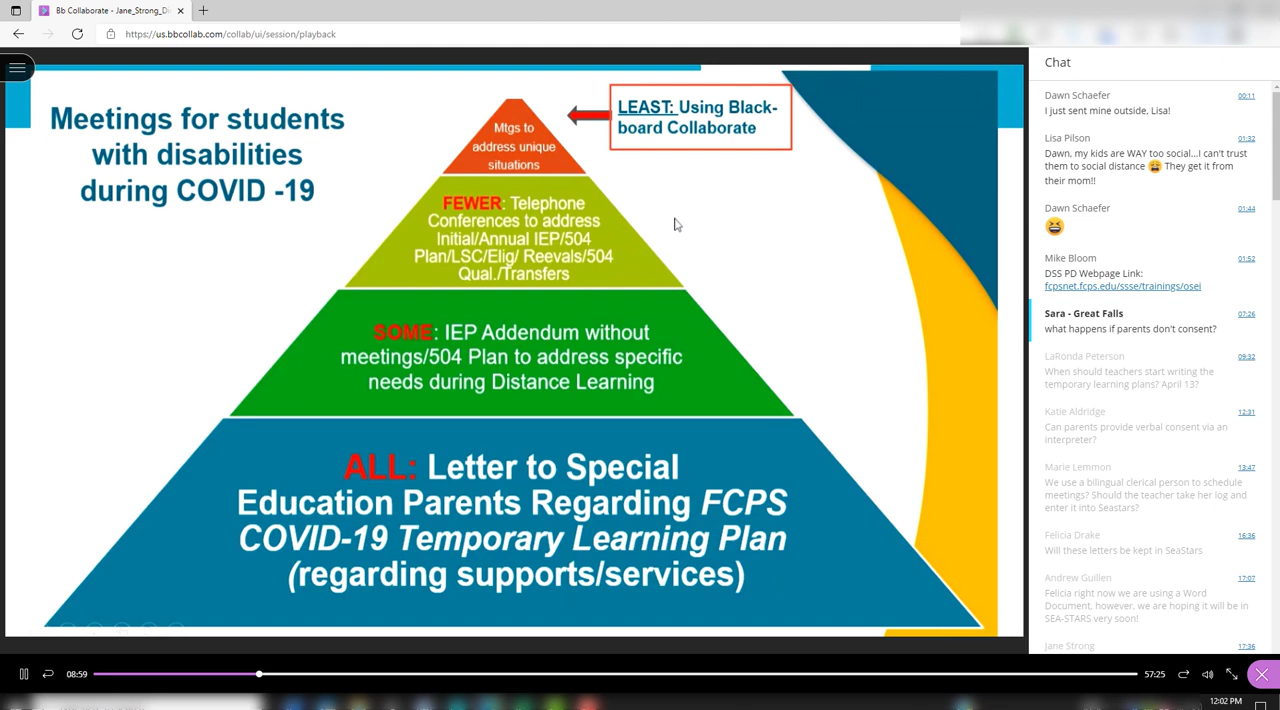 Bb Collaborate - Jane_Strong_Di
https://us.bbcollab.com/collab/ui/session/playback
Meetings for students
with disabilities
during COVID -19
Mtgs to
address unique
situations
LEAST: Using Black-
board Collaborate
FEWER: Telephone
Conferences to address
Initial/Annual IEP/504
Plan/LSC/Elig/ Reevals/504
Qual./Transfers
SOME: IEP Addendum without
meetings/504 Plan to address specific
needs during Distance Learning
ALL: Letter to Special
Education Parents Regarding FCPS
COVID-19 Temporary Learning Plan
(regarding supports/services)
Chat
Dawn Schaefer 00:11
I just sent mine outside, Lisa!
Lisa Pilson 01:32
Dawn, my kids are WAY too social...I can't trust
them to social distance 😩 They get it from
their mom!!
Dawn Schaefer 01:44
😆
Mike Bloom 01:52
DSS PD Webpage Link:
fcpsnet.fcps.edu/ssse/trainings/osei
Sara - Great Falls 07:26
what happens if parents don't consent?
LaRonda Peterson 09:32
When should teachers start writing the
temporary learning plans? April 13?
Katie Aldridge 12:31
Can parents provide verbal consent via an
interpreter?
Marie Lemmon 13:47
We use a bilingual clerical person to schedule
meetings? Should the teacher take her log and
enter it into Seastars?
Felicia Drake 16:36
Will these letters be kept in SeaStars
Andrew Guillen 17:07
Felicia right now we are using a Word
Document, however, we are hoping it will be in
SEA-STARS very soon!
Jane Strong 17:36
08:59
57:25
12:02 PM